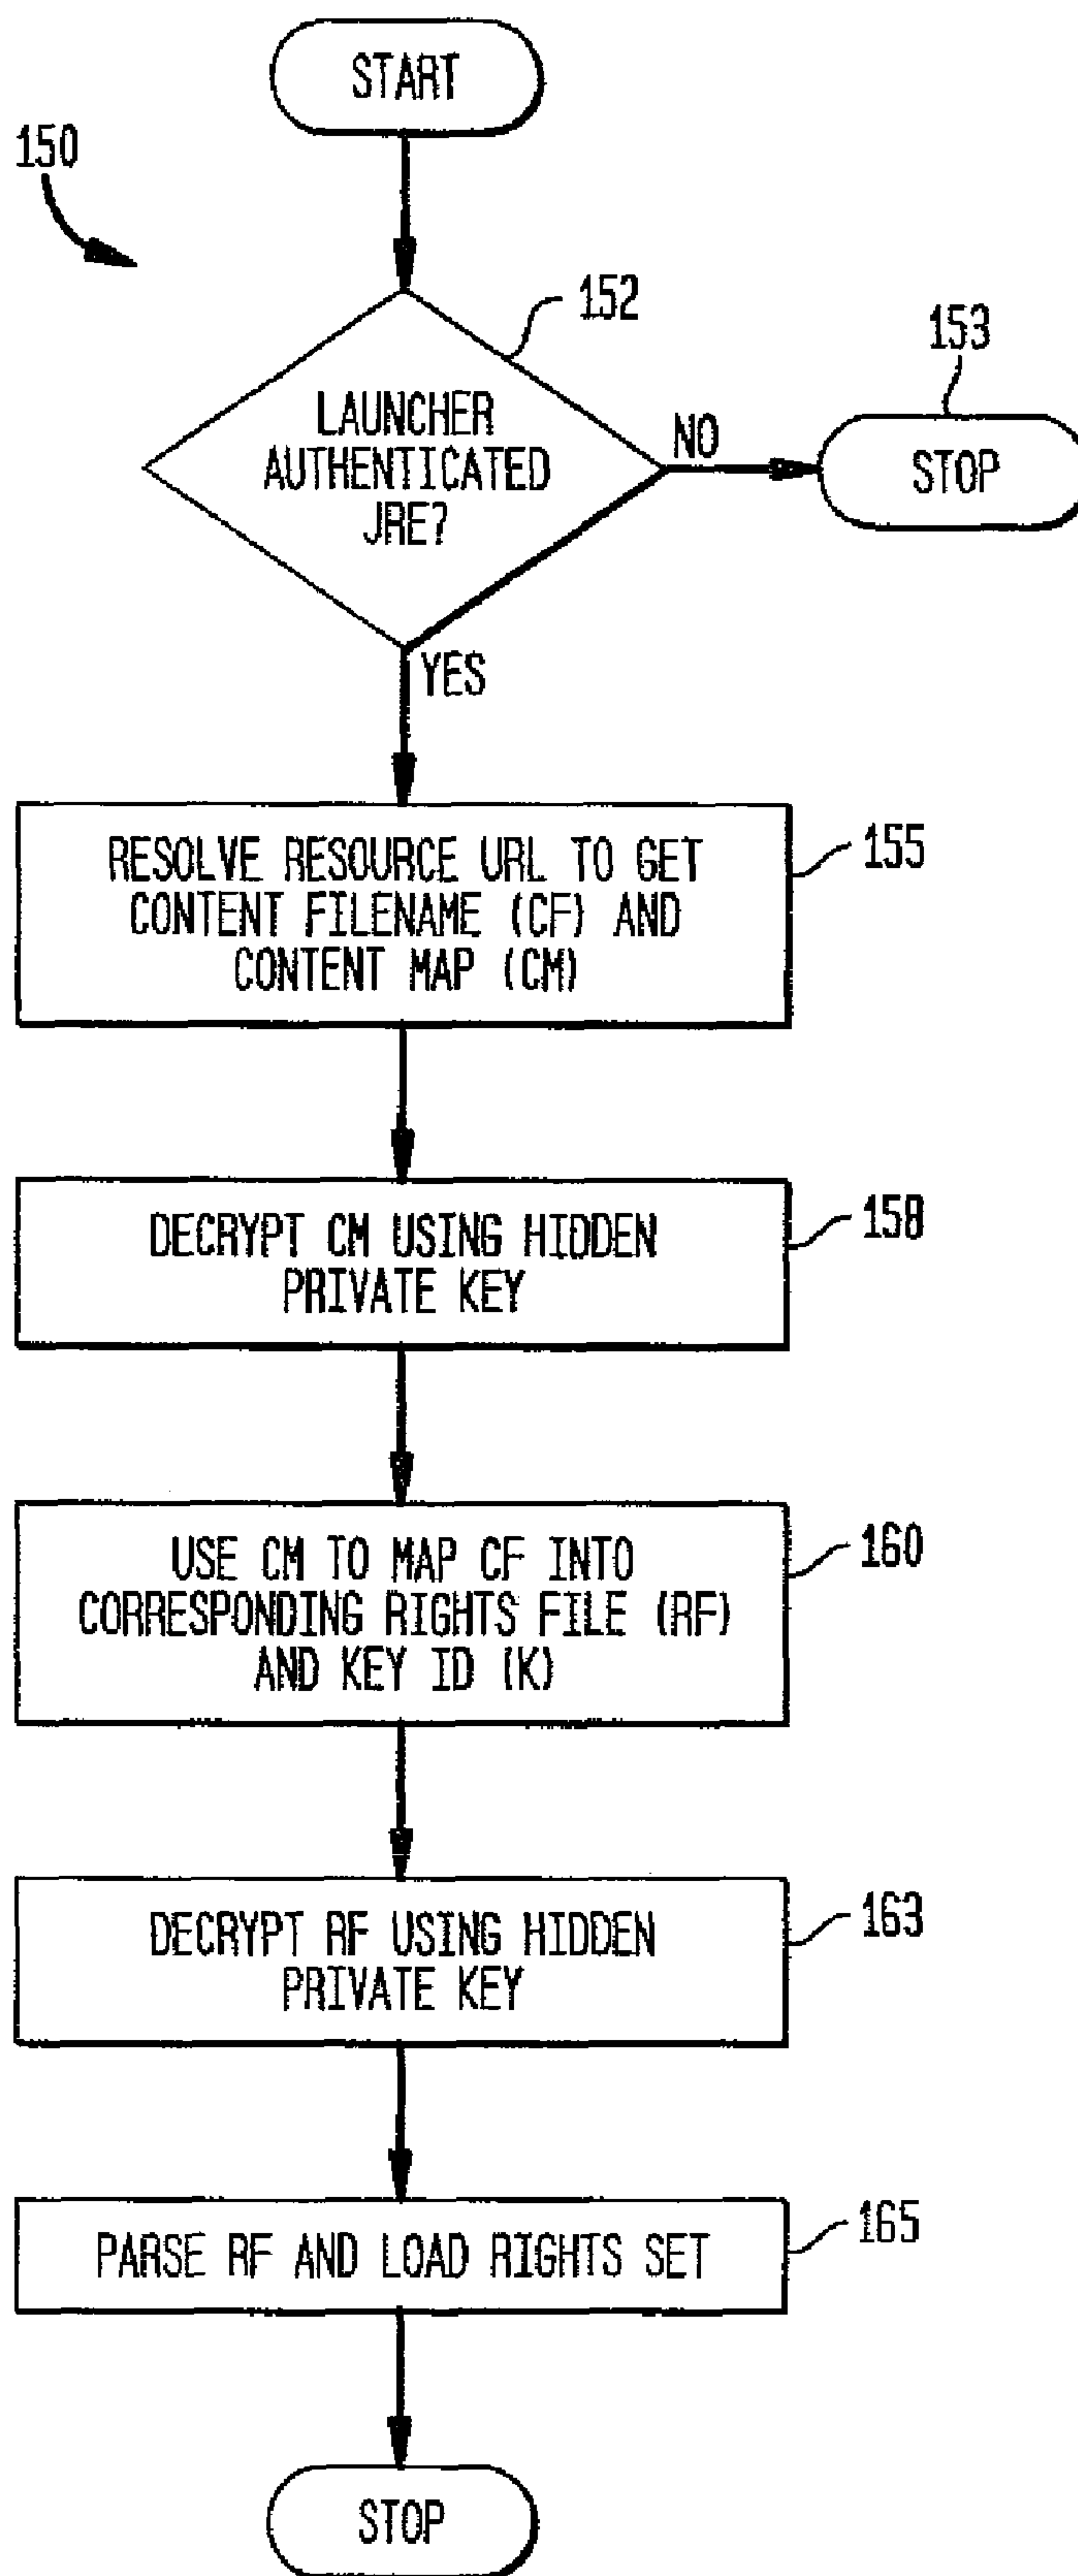 START
150
152
153
LAUNCHER
AUTHENTICATED
JRE?
NO
STOP
YES
RESOLVE RESOURCE URL TO GET
CONTENT FILENAME (CF) AND
CONTENT MAP (CM)
155
DECRYPT CM USING HIDDEN
PRIVATE KEY
158
USE CM TO MAP CF INTO
CORRESPONDING RIGHTS FILE (RF)
AND KEY ID (K)
160
DECRYPT RF USING HIDDEN
PRIVATE KEY
163
PARSE RF AND LOAD RIGHTS SET
165
STOP